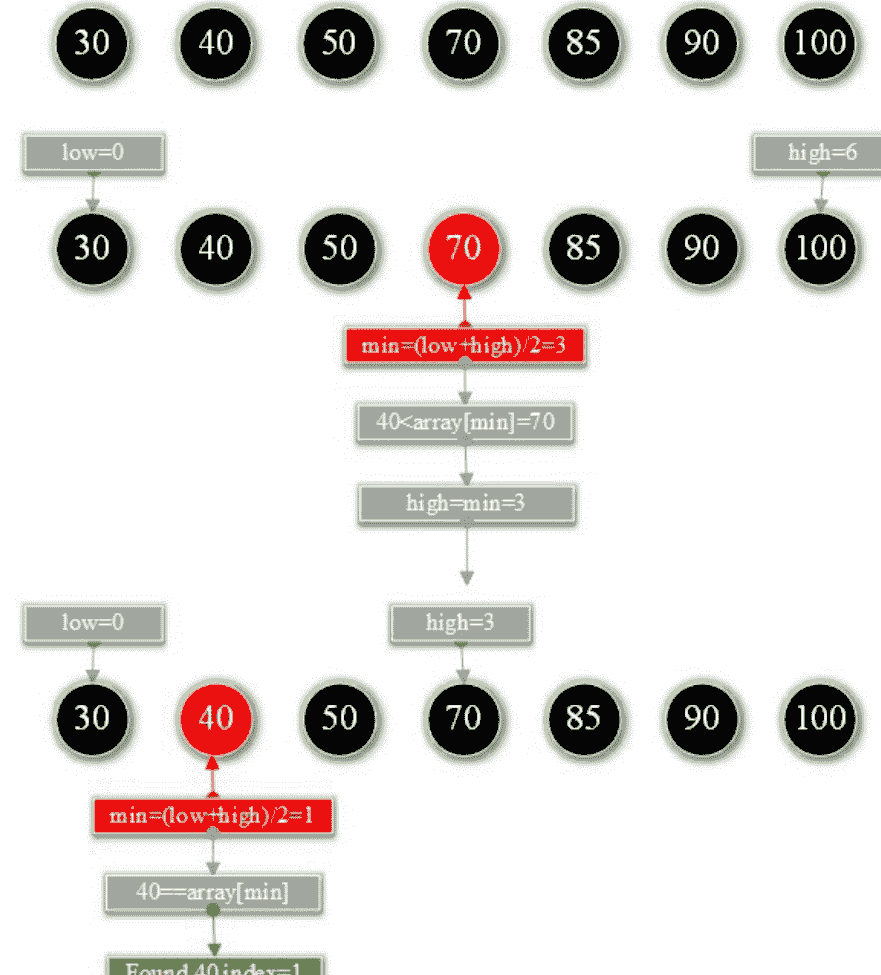 30 40 50 70 85 90 100
low=0 high=6
30 40 50 70 85 90 100
min=(low+high)/2=3
40<array[min]=70
high=min=3
low=0 high=3
30 40 50 70 85 90 100
min=(low+high)/2=1
40==array[min]
Found 40 index=1